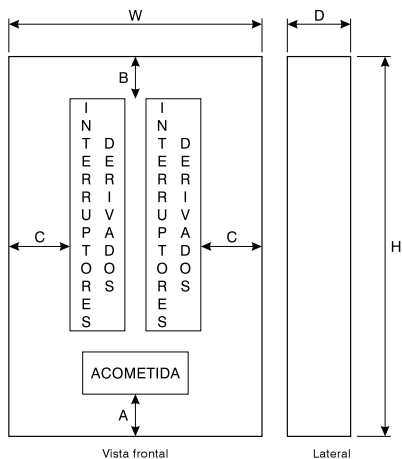 W
D
B
INTERRUPTORES
DERIVADOS
INTERRUPTORES
DERIVADOS
C
C
H
ACOMETIDA
A
Vista frontal
Lateral